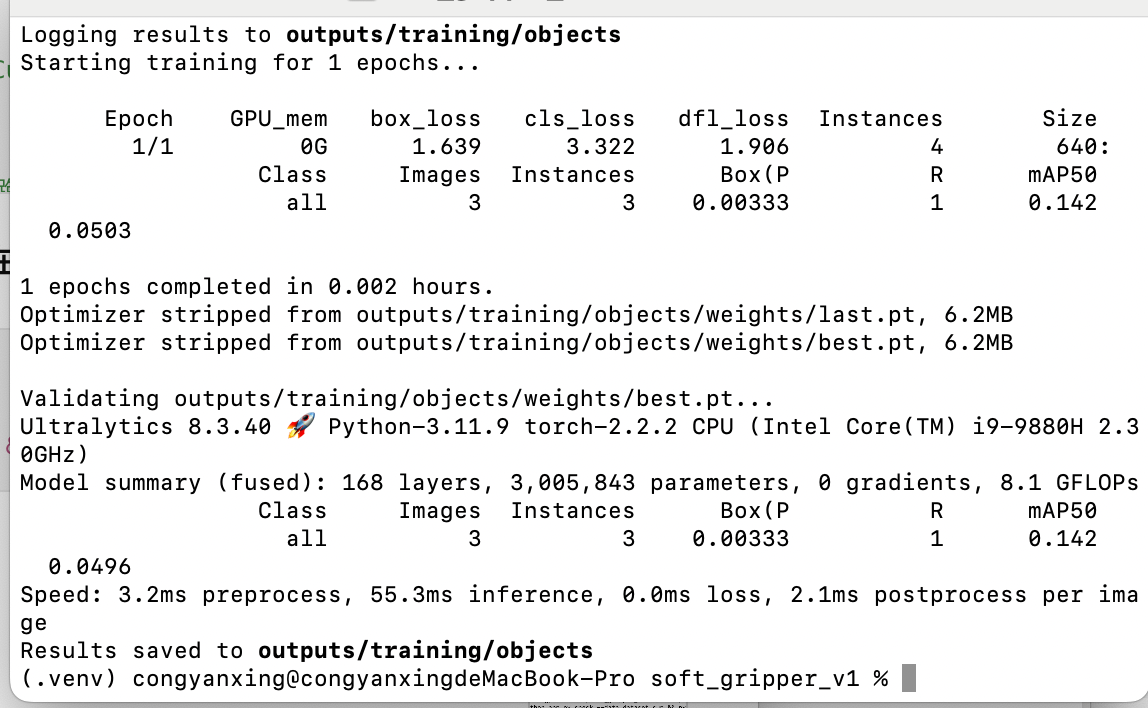 Logging results to outputs/training/objects
Starting training for 1 epochs...
Epoch GPU_mem box_loss cls_loss dfl_loss Instances Size
1/1 0G 1.639 3.322 1.906 4 640:
Class Images Instances Box(P R mAP50
all 3 3 0.00333 1 0.142
0.0503
1 epochs completed in 0.002 hours.
Optimizer stripped from outputs/training/objects/weights/last.pt, 6.2MB
Optimizer stripped from outputs/training/objects/weights/best.pt, 6.2MB
Validating outputs/training/objects/weights/best.pt...
Ultralytics 8.3.40 🚀 Python-3.11.9 torch-2.2.2 CPU (Intel Core(TM) i9-9880H 2.3
0GHz)
Model summary (fused): 168 layers, 3,005,843 parameters, 0 gradients, 8.1 GFLOPs
Class Images Instances Box(P R mAP50
all 3 3 0.00333 1 0.142
0.0496
Speed: 3.2ms preprocess, 55.3ms inference, 0.0ms loss, 2.1ms postprocess per ima
ge
Results saved to outputs/training/objects
(.venv) congyanxing@congyanxingdeMacBook-Pro soft_gripper_v1 %